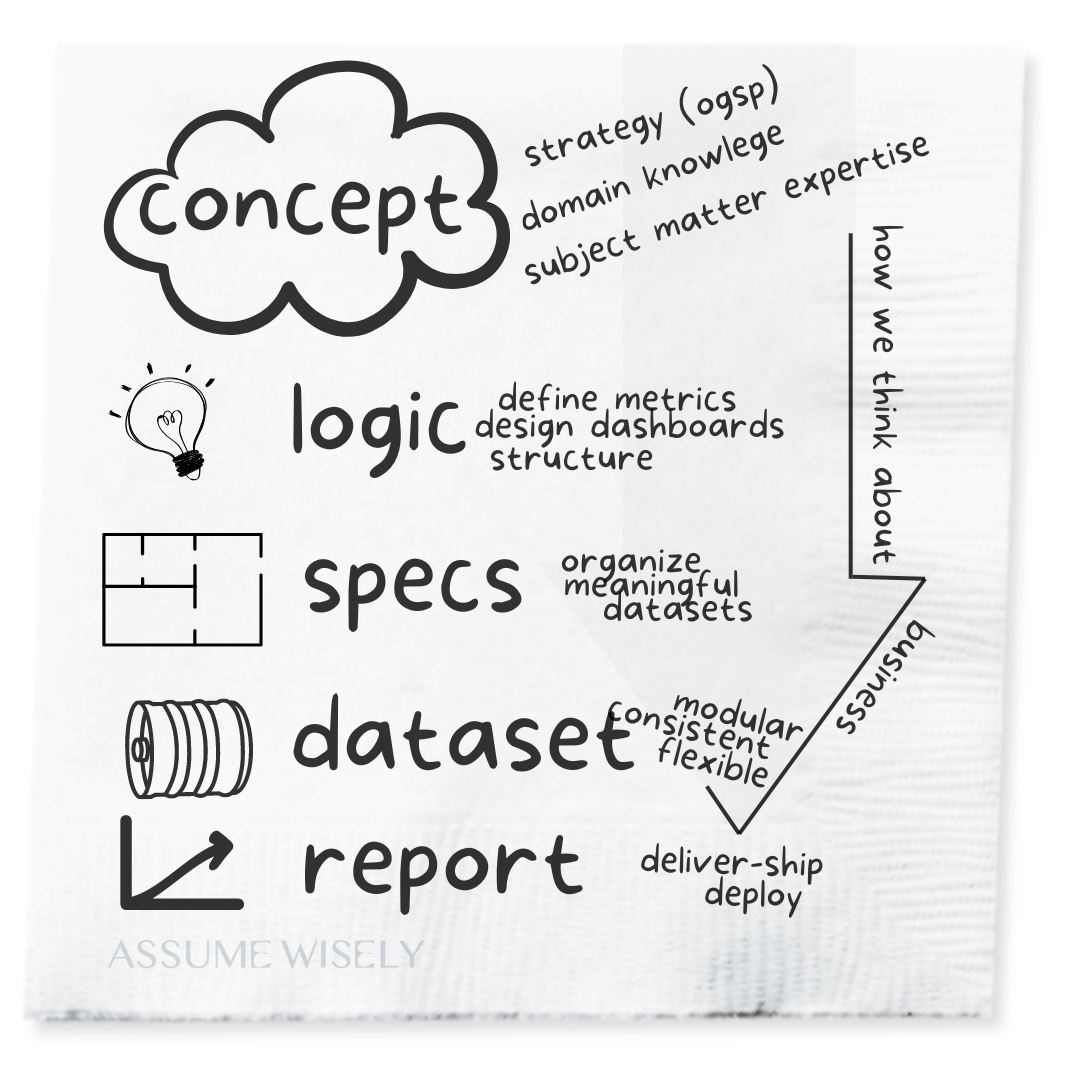 concept
strategy (ogsp)
domain knowlege
subject matter expertise
how we think about
business
logic
define metrics
design dashboards
structure
specs
organize
meaningful
datasets
dataset
modular
consistent
flexible
report
deliver-ship
deploy
ASSUME WISELY